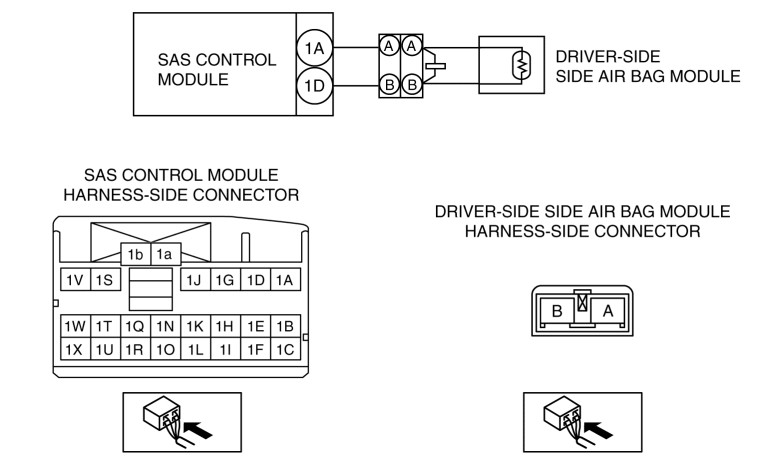 SAS CONTROL
MODULE
1A
1D
A A
B B
DRIVER-SIDE
SIDE AIR BAG MODULE
SAS CONTROL MODULE
HARNESS-SIDE CONNECTOR
1b 1a
1V 1S 1J 1G 1D 1A
1W 1T 1Q 1N 1K 1H 1E 1B
1X 1U 1R 1O 1L 1I 1F 1C
DRIVER-SIDE SIDE AIR BAG MODULE
HARNESS-SIDE CONNECTOR
B A